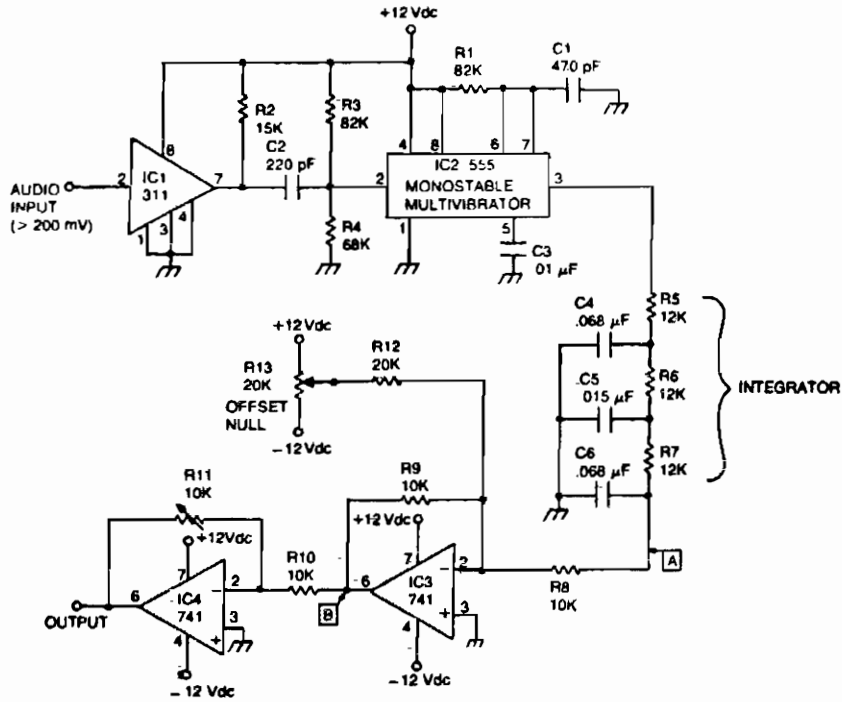 +12 Vdc
R1
82K
C1
470 pF
R2
15K
R3
82K
C2
220 pF
8
4
8
6
7
IC1
311
7
2
AUDIO
INPUT
(> 200 mV)
1
3
4
2
IC2 555
MONOSTABLE
MULTIVIBRATOR
3
1
5
R4
68K
C3
.01 µF
R5
12K
C4
.068 µF
R6
12K
C5
.015 µF
R7
12K
C6
.068 µF
INTEGRATOR
+12 Vdc
R13
20K
OFFSET
NULL
−12 Vdc
R12
20K
R9
10K
R11
10K
+12Vdc
+12 Vdc
7
7
2
R10
10K
6
IC3
741
2
−
+
3
4
R8
10K
A
B
OUTPUT
6
IC4
741
−
+
3
4
−12 Vdc
−12 Vdc